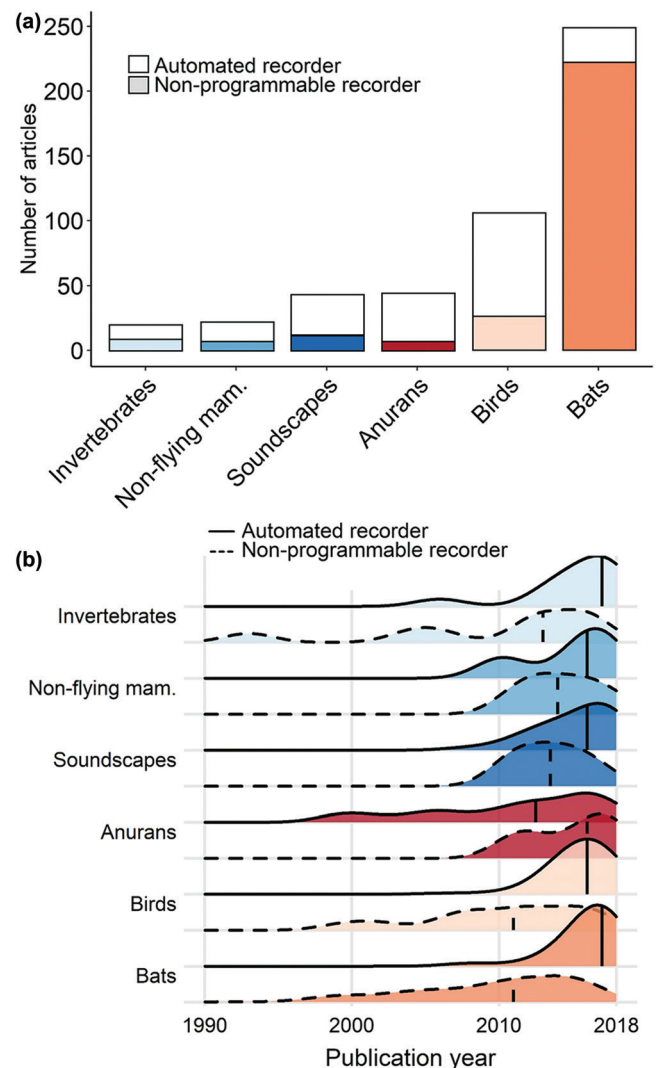 (a)
250
200
150
100
50
0
Number of articles
Automated recorder
Non-programmable recorder
Invertebrates
Non-flying mam.
Soundscapes
Anurans
Birds
Bats
(b)
Automated recorder
Non-programmable recorder
Invertebrates
Non-flying mam.
Soundscapes
Anurans
Birds
Bats
1990 2000 2010 2018
Publication year